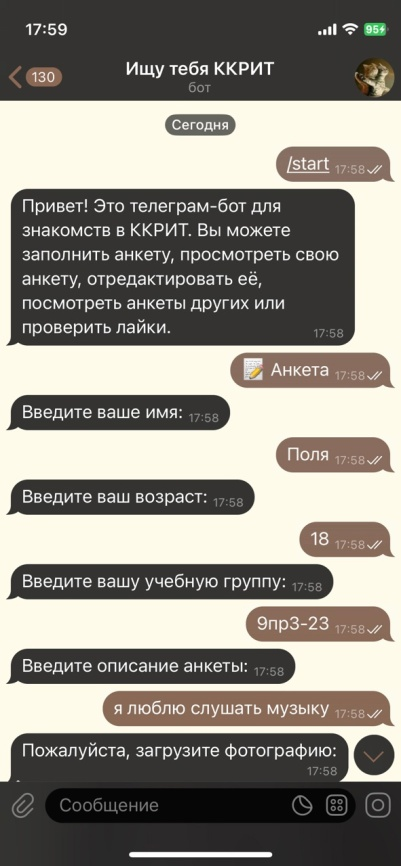 17:59
95
130
Ищу тебя ККРИТ
бот
Сегодня
/start 17:58
Привет! Это телеграм-бот для
знакомств в ККРИТ. Вы можете
заполнить анкету, просмотреть свою
анкету, отредактировать её,
посмотреть анкеты других или
проверить лайки. 17:58
Анкета 17:58
Введите ваше имя: 17:58
Поля 17:58
Введите ваш возраст: 17:58
18 17:58
Введите вашу учебную группу: 17:58
9пр3-23 17:58
Введите описание анкеты: 17:58
я люблю слушать музыку 17:58
Пожалуйста, загрузите фотографию:
17:58
Сообщение